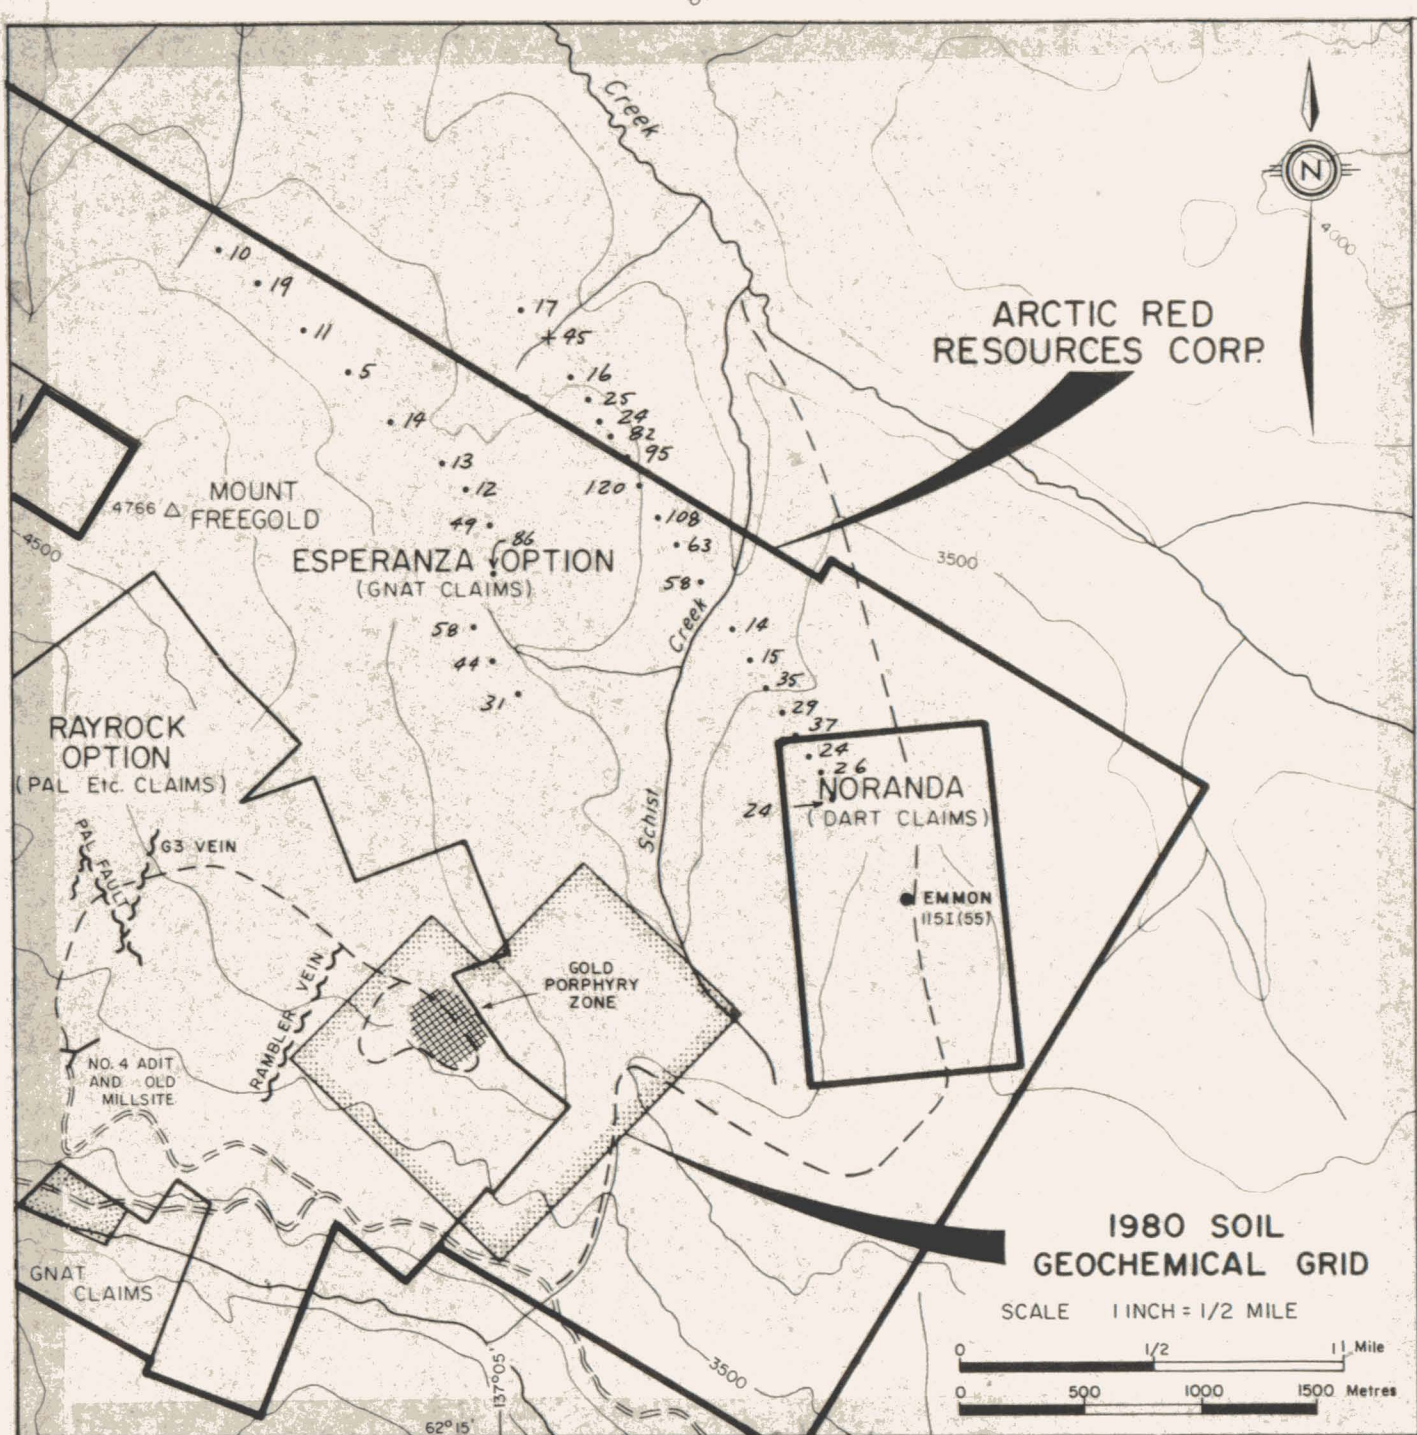 Creek
N
4000
10
19
17
45
ARCTIC RED
RESOURCES CORP.
11
5
16
25
14
24
82
95
13
12
120
MOUNT
FREEGOLD
4766
49
108
4500
86
63
3500
ESPERANZA OPTION
(GNAT CLAIMS)
58
Creek
58
14
44
15
31
35
29
RAYROCK
OPTION
(PAL Etc. CLAIMS)
37
24
26
NORANDA
24
(DART CLAIMS)
Schist
PAL FAULT
G3 VEIN
EMMON
115I(55)
RAMBLER VEIN
GOLD
PORPHYRY
ZONE
NO. 4 ADIT
AND OLD
MILLSITE
1980 SOIL
GEOCHEMICAL GRID
GNAT
CLAIMS
SCALE 1 INCH = 1/2 MILE
0 1/2 1 Mile
0 500 1000 1500 Metres
3500
137°05'
62°15'